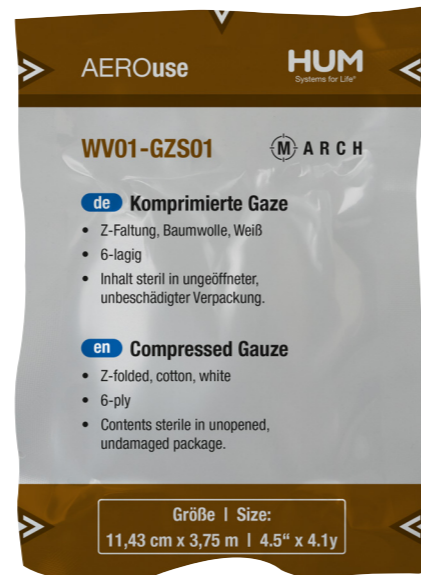 AEROuse
HUM
Systems for Life®
WV01-GZS01
M ARCH
de Komprimierte Gaze
• Z-Faltung, Baumwolle, Weiß
• 6-lagig
• Inhalt steril in ungeöffneter,
unbeschädigter Verpackung.
en Compressed Gauze
• Z-folded, cotton, white
• 6-ply
• Contents sterile in unopened,
undamaged package.
Größe | Size:
11,43 cm x 3,75 m | 4.5“ x 4.1y